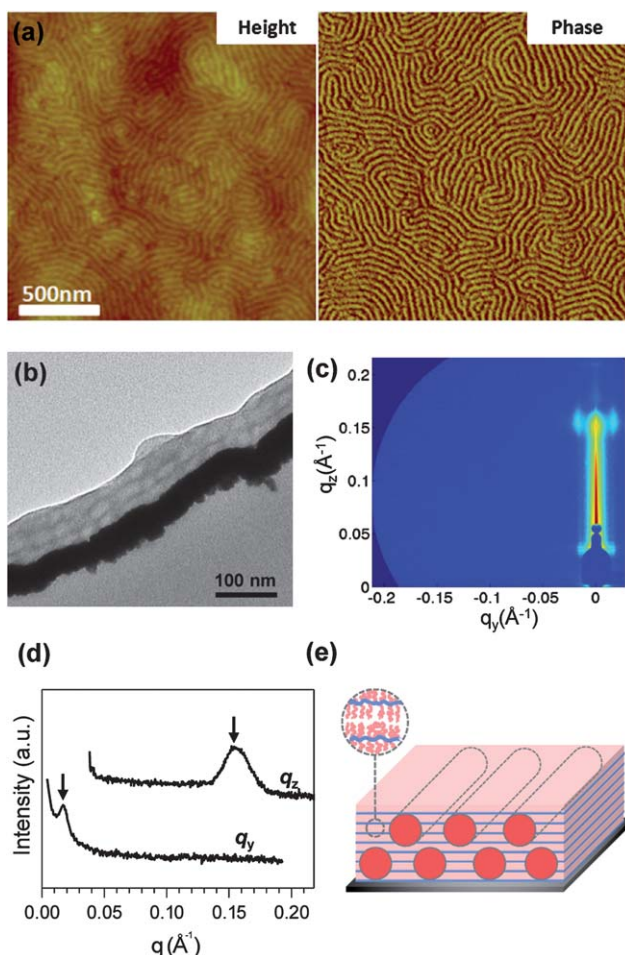 (a)
Height
Phase
500nm
(b)
100 nm
(c)
0.2
0.15
0.1
0.05
0
qz(Å-1)
-0.2
-0.15
-0.1
-0.05
0
qy(Å-1)
(d)
Intensity (a.u.)
qz
qy
0.00
0.05
0.10
0.15
0.20
q (Å-1)
(e)